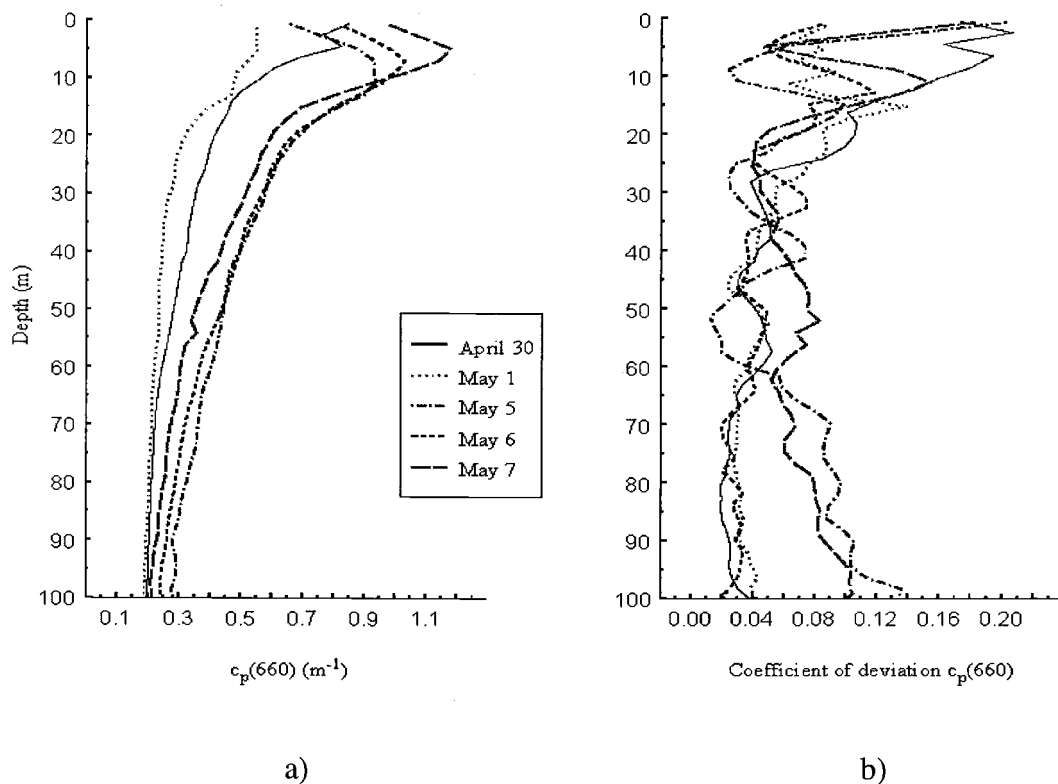 0
10
20
30
40
50
60
70
80
90
100
Depth (m)
0.1 0.3 0.5 0.7 0.9 1.1
c_p(660) (m⁻¹)
April 30
May 1
May 5
May 6
May 7
a)
0
10
20
30
40
50
60
70
80
90
100
0.00 0.04 0.08 0.12 0.16 0.20
Coefficient of deviation c_p(660)
b)